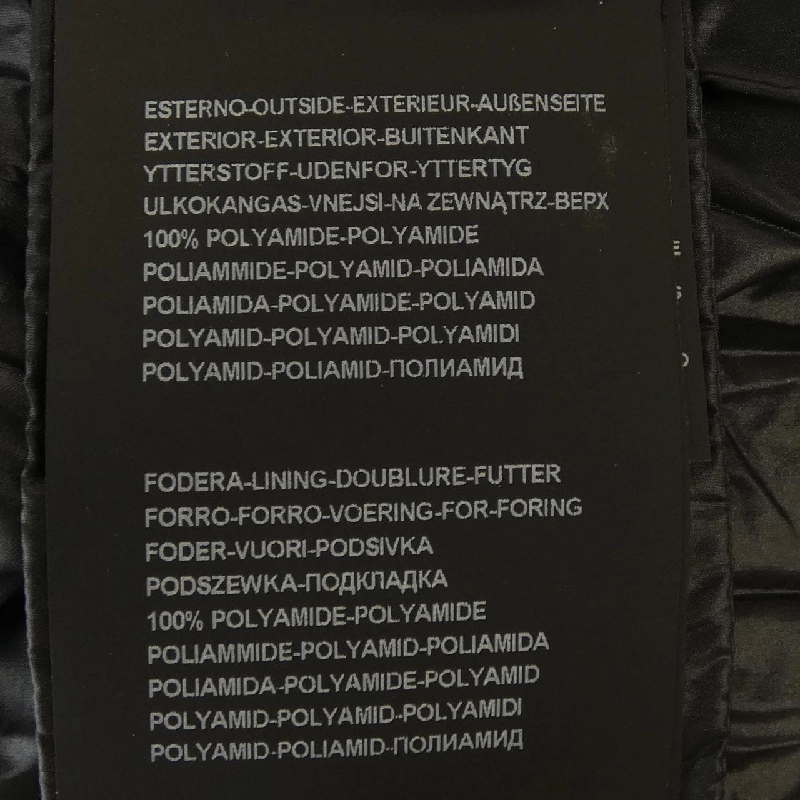 ESTERNO-OUTSIDE-EXTERIEUR-AUßENSEITE
EXTERIOR-EXTERIOR-BUITENKANT
YTTERSTOFF-UDENFOR-YTTERTYG
ULKOKANGAS-VNEJSI-NA ZEWNĄTRZ-ВЕРХ
100% POLYAMIDE-POLYAMIDE
POLIAMMIDE-POLYAMID-POLIAMIDA
POLIAMIDA-POLYAMIDE-POLYAMID
POLYAMID-POLYAMID-POLYAMIDI
POLYAMID-POLIAMID-ПОЛИАМИД
FODERA-LINING-DOUBLURE-FUTTER
FORRO-FORRO-VOERING-FOR-FORING
FODER-VUORI-PODSIVKA
PODSZEWKA-ПОДКЛАДКА
100% POLYAMIDE-POLYAMIDE
POLIAMMIDE-POLYAMID-POLIAMIDA
POLIAMIDA-POLYAMIDE-POLYAMID
POLYAMID-POLYAMID-POLYAMIDI
POLYAMID-POLIAMID-ПОЛИАМИД